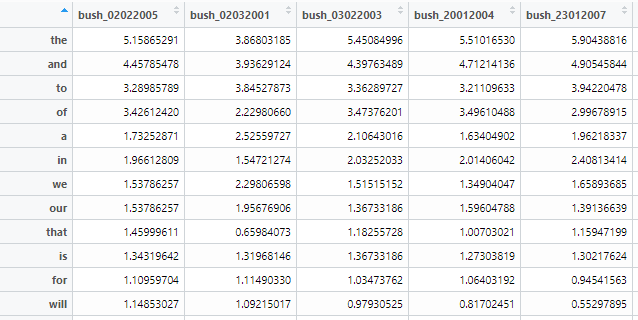 bush_02022005 bush_02032001 bush_03022003 bush_20012004 bush_23012007
the 5.15865291 3.86803185 5.45084996 5.51016530 5.90438816
and 4.45785478 3.93629124 4.39763489 4.71214136 4.90545844
to 3.28985789 3.84527873 3.36289727 3.21109633 3.94220478
of 3.42612420 2.22980660 3.47376201 3.49610488 2.99678915
a 1.73252871 2.52559727 2.10643016 1.63404902 1.96218337
in 1.96612809 1.54721274 2.03252033 2.01406042 2.40813414
we 1.53786257 2.29806598 1.51515152 1.34904047 1.65893685
our 1.53786257 1.95676906 1.36733186 1.59604788 1.39136639
that 1.45999611 0.65984073 1.18255728 1.00703021 1.15947199
is 1.34319642 1.31968146 1.36733186 1.27303819 1.30217624
for 1.10959704 1.11490330 1.03473762 1.06403192 0.94541563
will 1.14853027 1.09215017 0.97930525 0.81702451 0.55297895